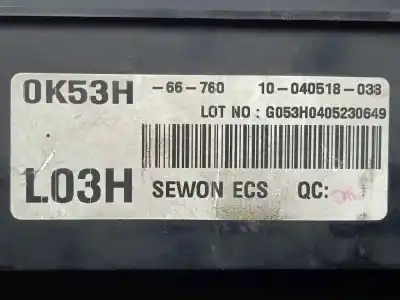 0K53H -66-760 10-040518-038
LOT NO : G053H0405230649
L03H SEWON ECS QC: